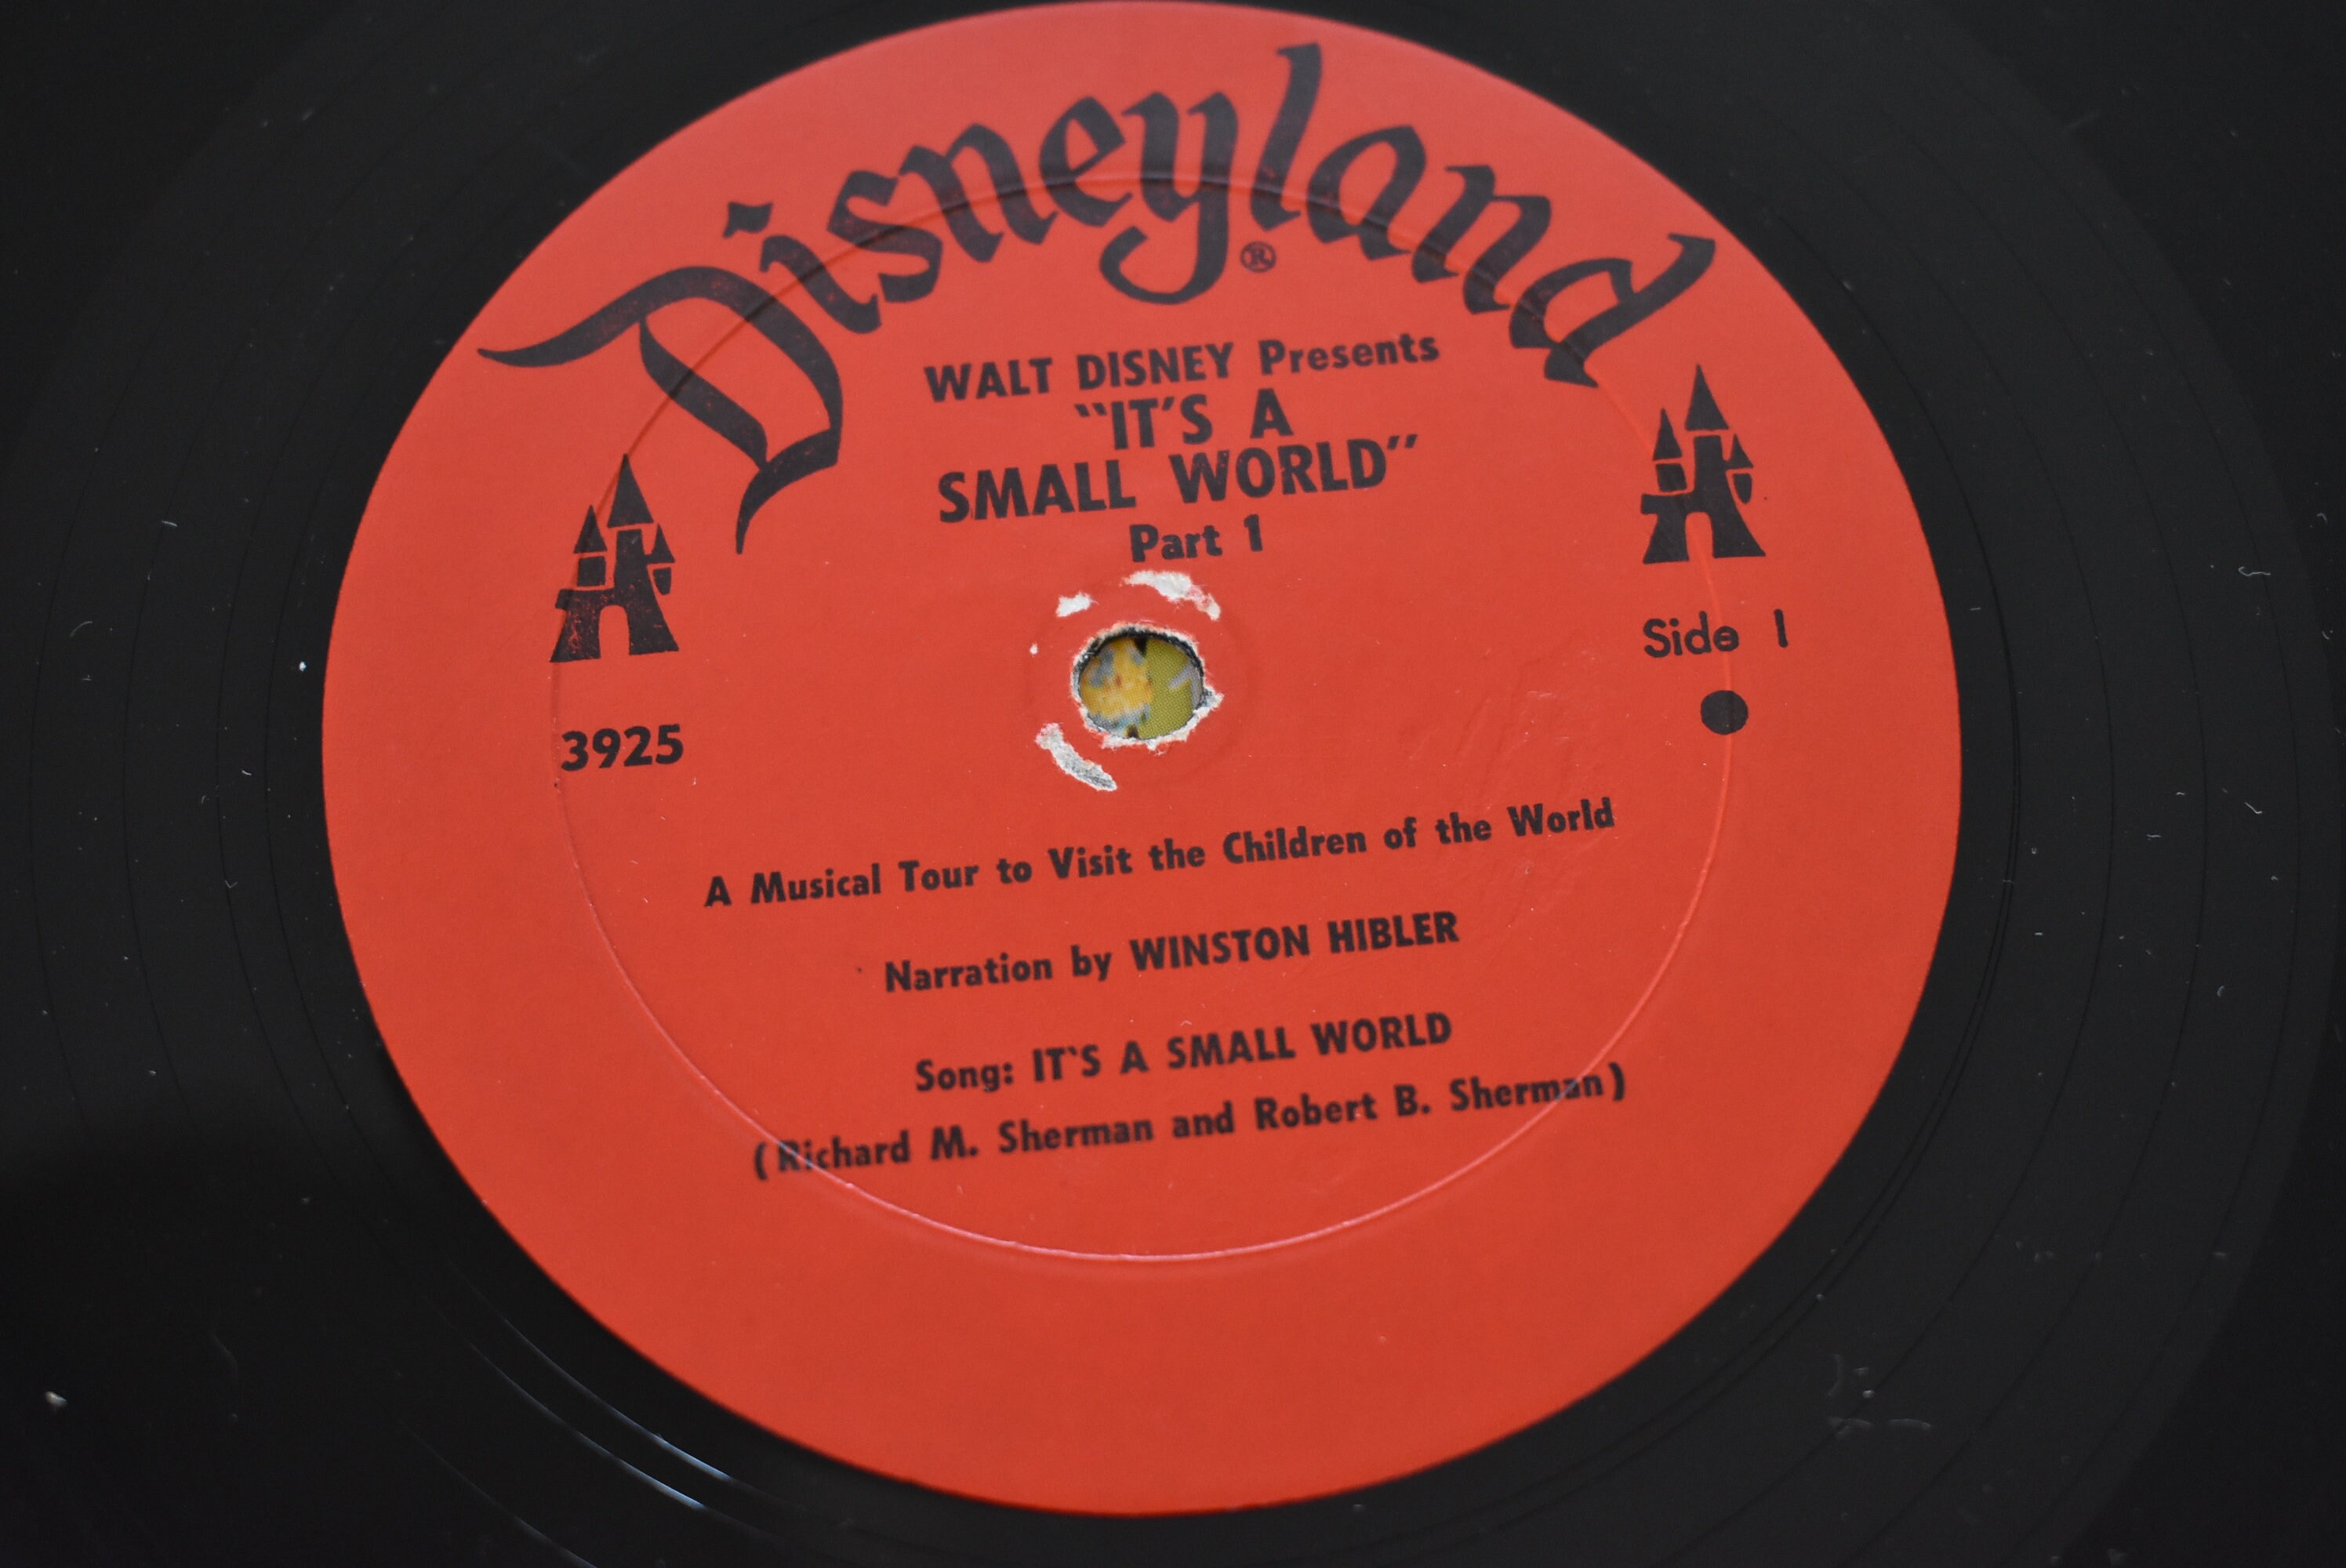 Disneyland®
WALT DISNEY Presents
"IT'S A
SMALL WORLD"
Part 1
Side 1
3925
A Musical Tour to Visit the Children of the World
Narration by WINSTON HIBLER
Song: IT'S A SMALL WORLD
(Richard M. Sherman and Robert B. Sherman)